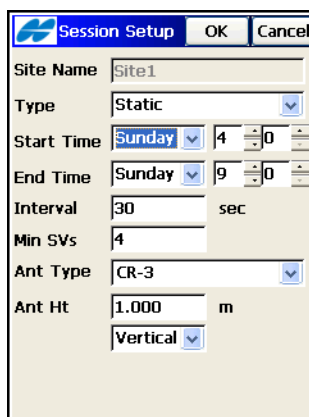 Session Setup OK Cancel
Site Name Site1
Type Static
Start Time Sunday 4 0
End Time Sunday 9 0
Interval 30 sec
Min SVs 4
Ant Type CR-3
Ant Ht 1.000 m
Vertical